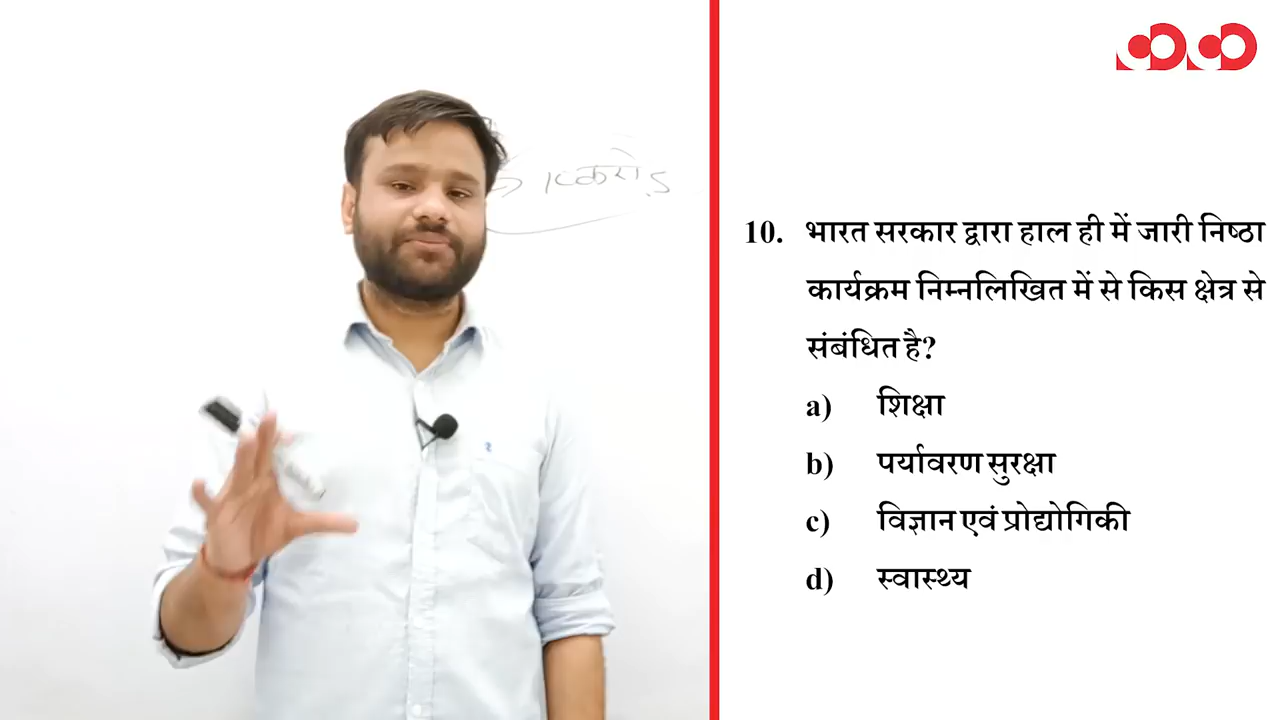 10. भारत सरकार द्वारा हाल ही में जारी निष्ठा
कार्यक्रम निम्नलिखित में से किस क्षेत्र से
संबंधित है?
a) शिक्षा
b) पर्यावरण सुरक्षा
c) विज्ञान एवं प्रोद्योगिकी
d) स्वास्थ्य